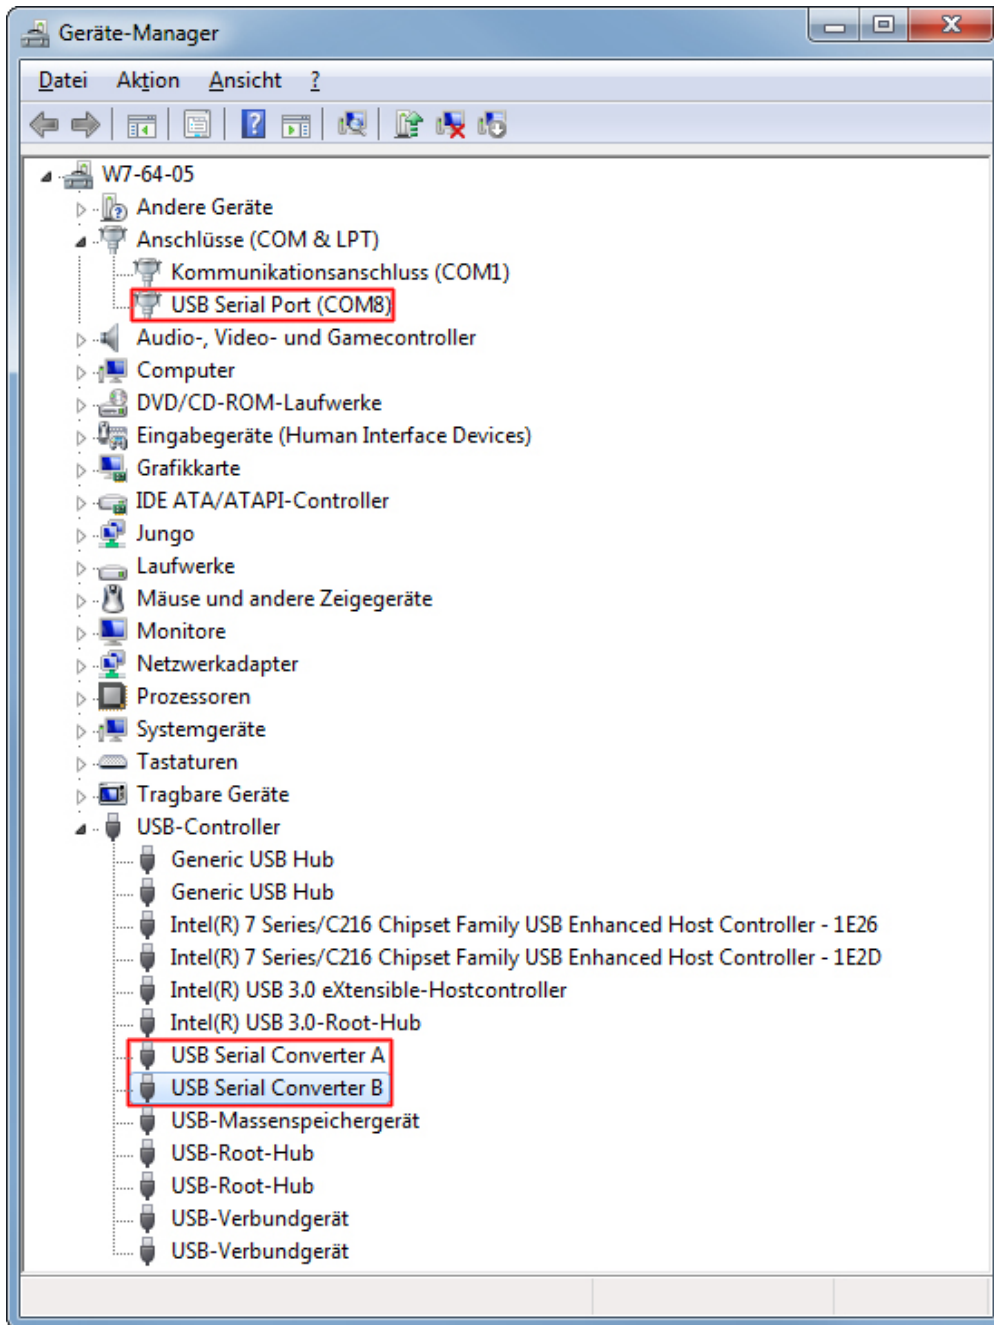 Geräte-Manager
Datei Aktion Ansicht ?
W7-64-05
Andere Geräte
Anschlüsse (COM & LPT)
Kommunikationsanschluss (COM1)
USB Serial Port (COM8)
Audio-, Video- und Gamecontroller
Computer
DVD/CD-ROM-Laufwerke
Eingabegeräte (Human Interface Devices)
Grafikkarte
IDE ATA/ATAPI-Controller
Jungo
Laufwerke
Mäuse und andere Zeigegeräte
Monitore
Netzwerkadapter
Prozessoren
Systemgeräte
Tastaturen
Tragbare Geräte
USB-Controller
Generic USB Hub
Generic USB Hub
Intel(R) 7 Series/C216 Chipset Family USB Enhanced Host Controller - 1E26
Intel(R) 7 Series/C216 Chipset Family USB Enhanced Host Controller - 1E2D
Intel(R) USB 3.0 eXtensible-Hostcontroller
Intel(R) USB 3.0-Root-Hub
USB Serial Converter A
USB Serial Converter B
USB-Massenspeichergerät
USB-Root-Hub
USB-Root-Hub
USB-Verbundgerät
USB-Verbundgerät